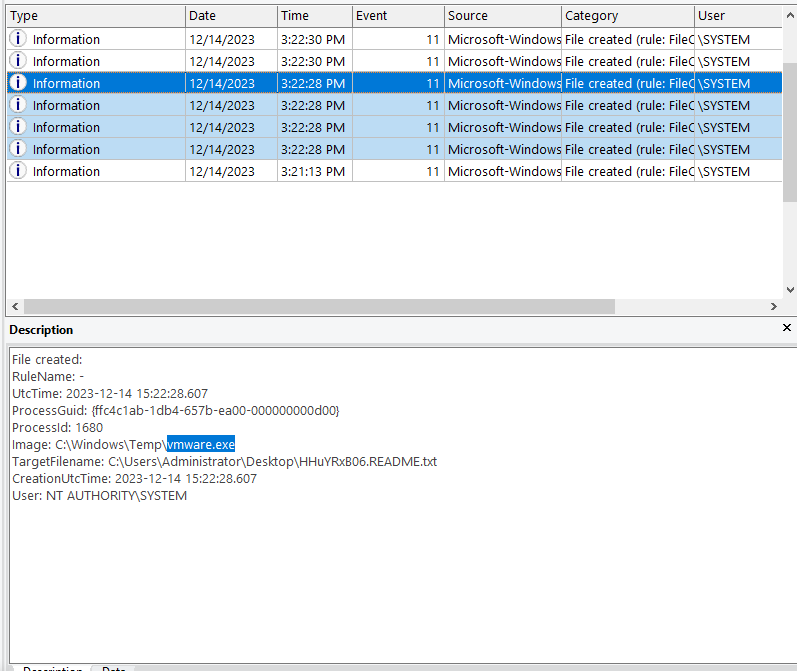 Type Date Time Event Source Category User
Information 12/14/2023 3:22:30 PM 11 Microsoft-Windows File created (rule: FileC \SYSTEM
Information 12/14/2023 3:22:30 PM 11 Microsoft-Windows File created (rule: FileC \SYSTEM
Information 12/14/2023 3:22:28 PM 11 Microsoft-Windows File created (rule: FileC \SYSTEM
Information 12/14/2023 3:22:28 PM 11 Microsoft-Windows File created (rule: FileC \SYSTEM
Information 12/14/2023 3:22:28 PM 11 Microsoft-Windows File created (rule: FileC \SYSTEM
Information 12/14/2023 3:22:28 PM 11 Microsoft-Windows File created (rule: FileC \SYSTEM
Information 12/14/2023 3:21:13 PM 11 Microsoft-Windows File created (rule: FileC \SYSTEM
Description
File created:
RuleName: -
UtcTime: 2023-12-14 15:22:28.607
ProcessGuid: {ffc4c1ab-1db4-657b-ea00-000000000d00}
ProcessId: 1680
Image: C:\Windows\Temp\vmware.exe
TargetFilename: C:\Users\Administrator\Desktop\HHuYRxB06.README.txt
CreationUtcTime: 2023-12-14 15:22:28.607
User: NT AUTHORITY\SYSTEM
Description Data